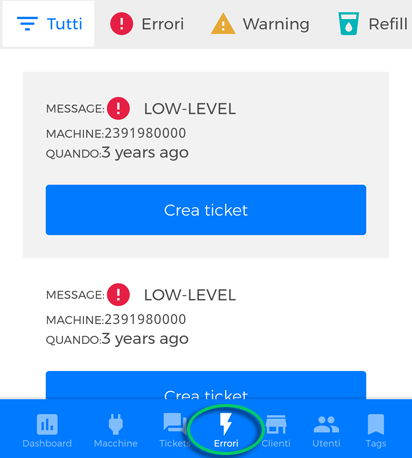 Tutti Errori Warning Refill
MESSAGE: LOW-LEVEL
MACHINE:2391980000
QUANDO:3 years ago
Crea ticket
MESSAGE: LOW-LEVEL
MACHINE:2391980000
QUANDO:3 years ago
Crea ticket
Dashboard Macchine Tickets Errori Clienti Utenti Tags